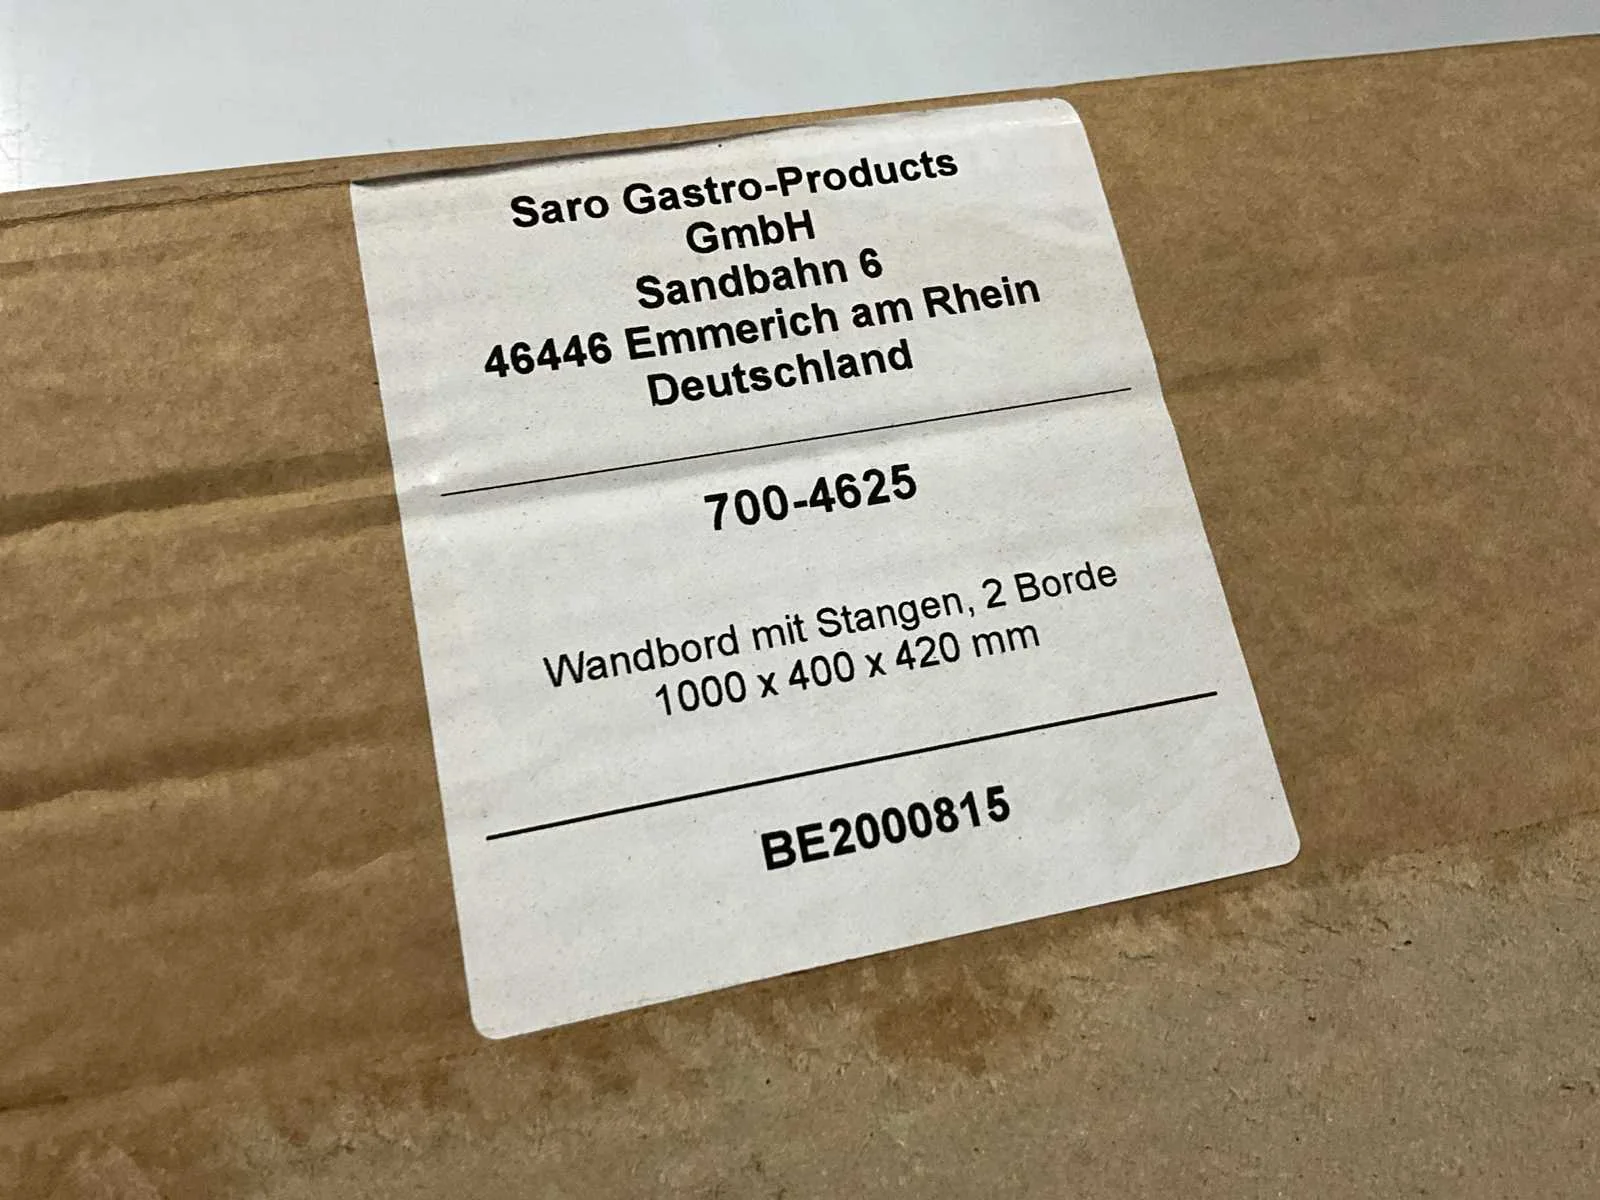 Saro Gastro-Products
GmbH
Sandbahn 6
46446 Emmerich am Rhein
Deutschland
700-4625
Wandbord mit Stangen, 2 Borde
1000 x 400 x 420 mm
BE2000815